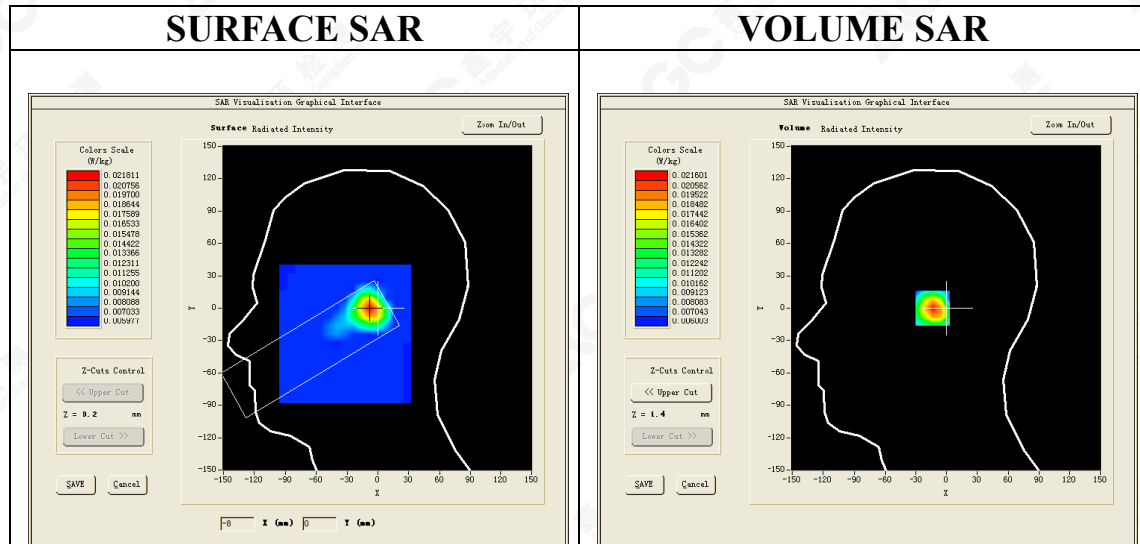 SURFACE SAR
SAR Visualisation Graphical Interface
Surface Radiated Intensity
Zoom In/Out
Colors Scale
(W/kg)
0.021811
0.020756
0.019700
0.018644
0.017589
0.016533
0.015478
0.014422
0.013366
0.012311
0.011255
0.010200
0.009144
0.008088
0.007033
0.005977
150
120
90
60
30
0
-30
-60
-90
-120
-150
Y
-150 -120 -90 -60 -30 0 30 60 90 120 150
X
Z-Cuts Control
<< Upper Cut
Z = 0.2 mm
Lower Cut >>
SAVE Cancel
-8 X (mm) 0 Y (mm)
VOLUME SAR
SAR Visualisation Graphical Interface
Volume Radiated Intensity
Zoom In/Out
Colors Scale
(W/kg)
0.021601
0.020562
0.019522
0.018482
0.017442
0.016402
0.015362
0.014322
0.013282
0.012242
0.011202
0.010162
0.009123
0.008083
0.007043
0.006003
150
120
90
60
30
0
-30
-60
-90
-120
-150
Y
-150 -120 -90 -60 -30 0 30 60 90 120 150
X
Z-Cuts Control
<< Upper Cut
Z = 1.4 mm
Lower Cut >>
SAVE Cancel